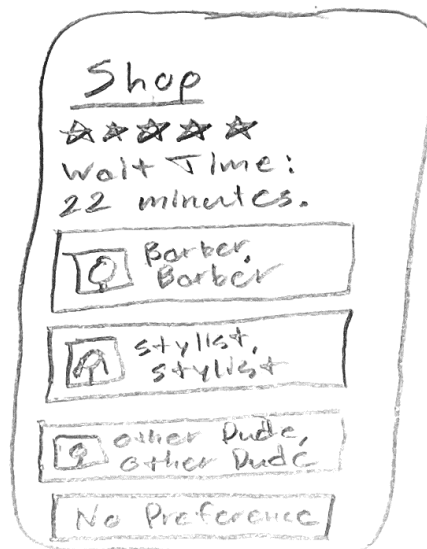 Shop
Wait Time:
22 minutes.
Barber,
Barber
Stylist,
Stylist
Other Dude,
Other Dude
No Preference